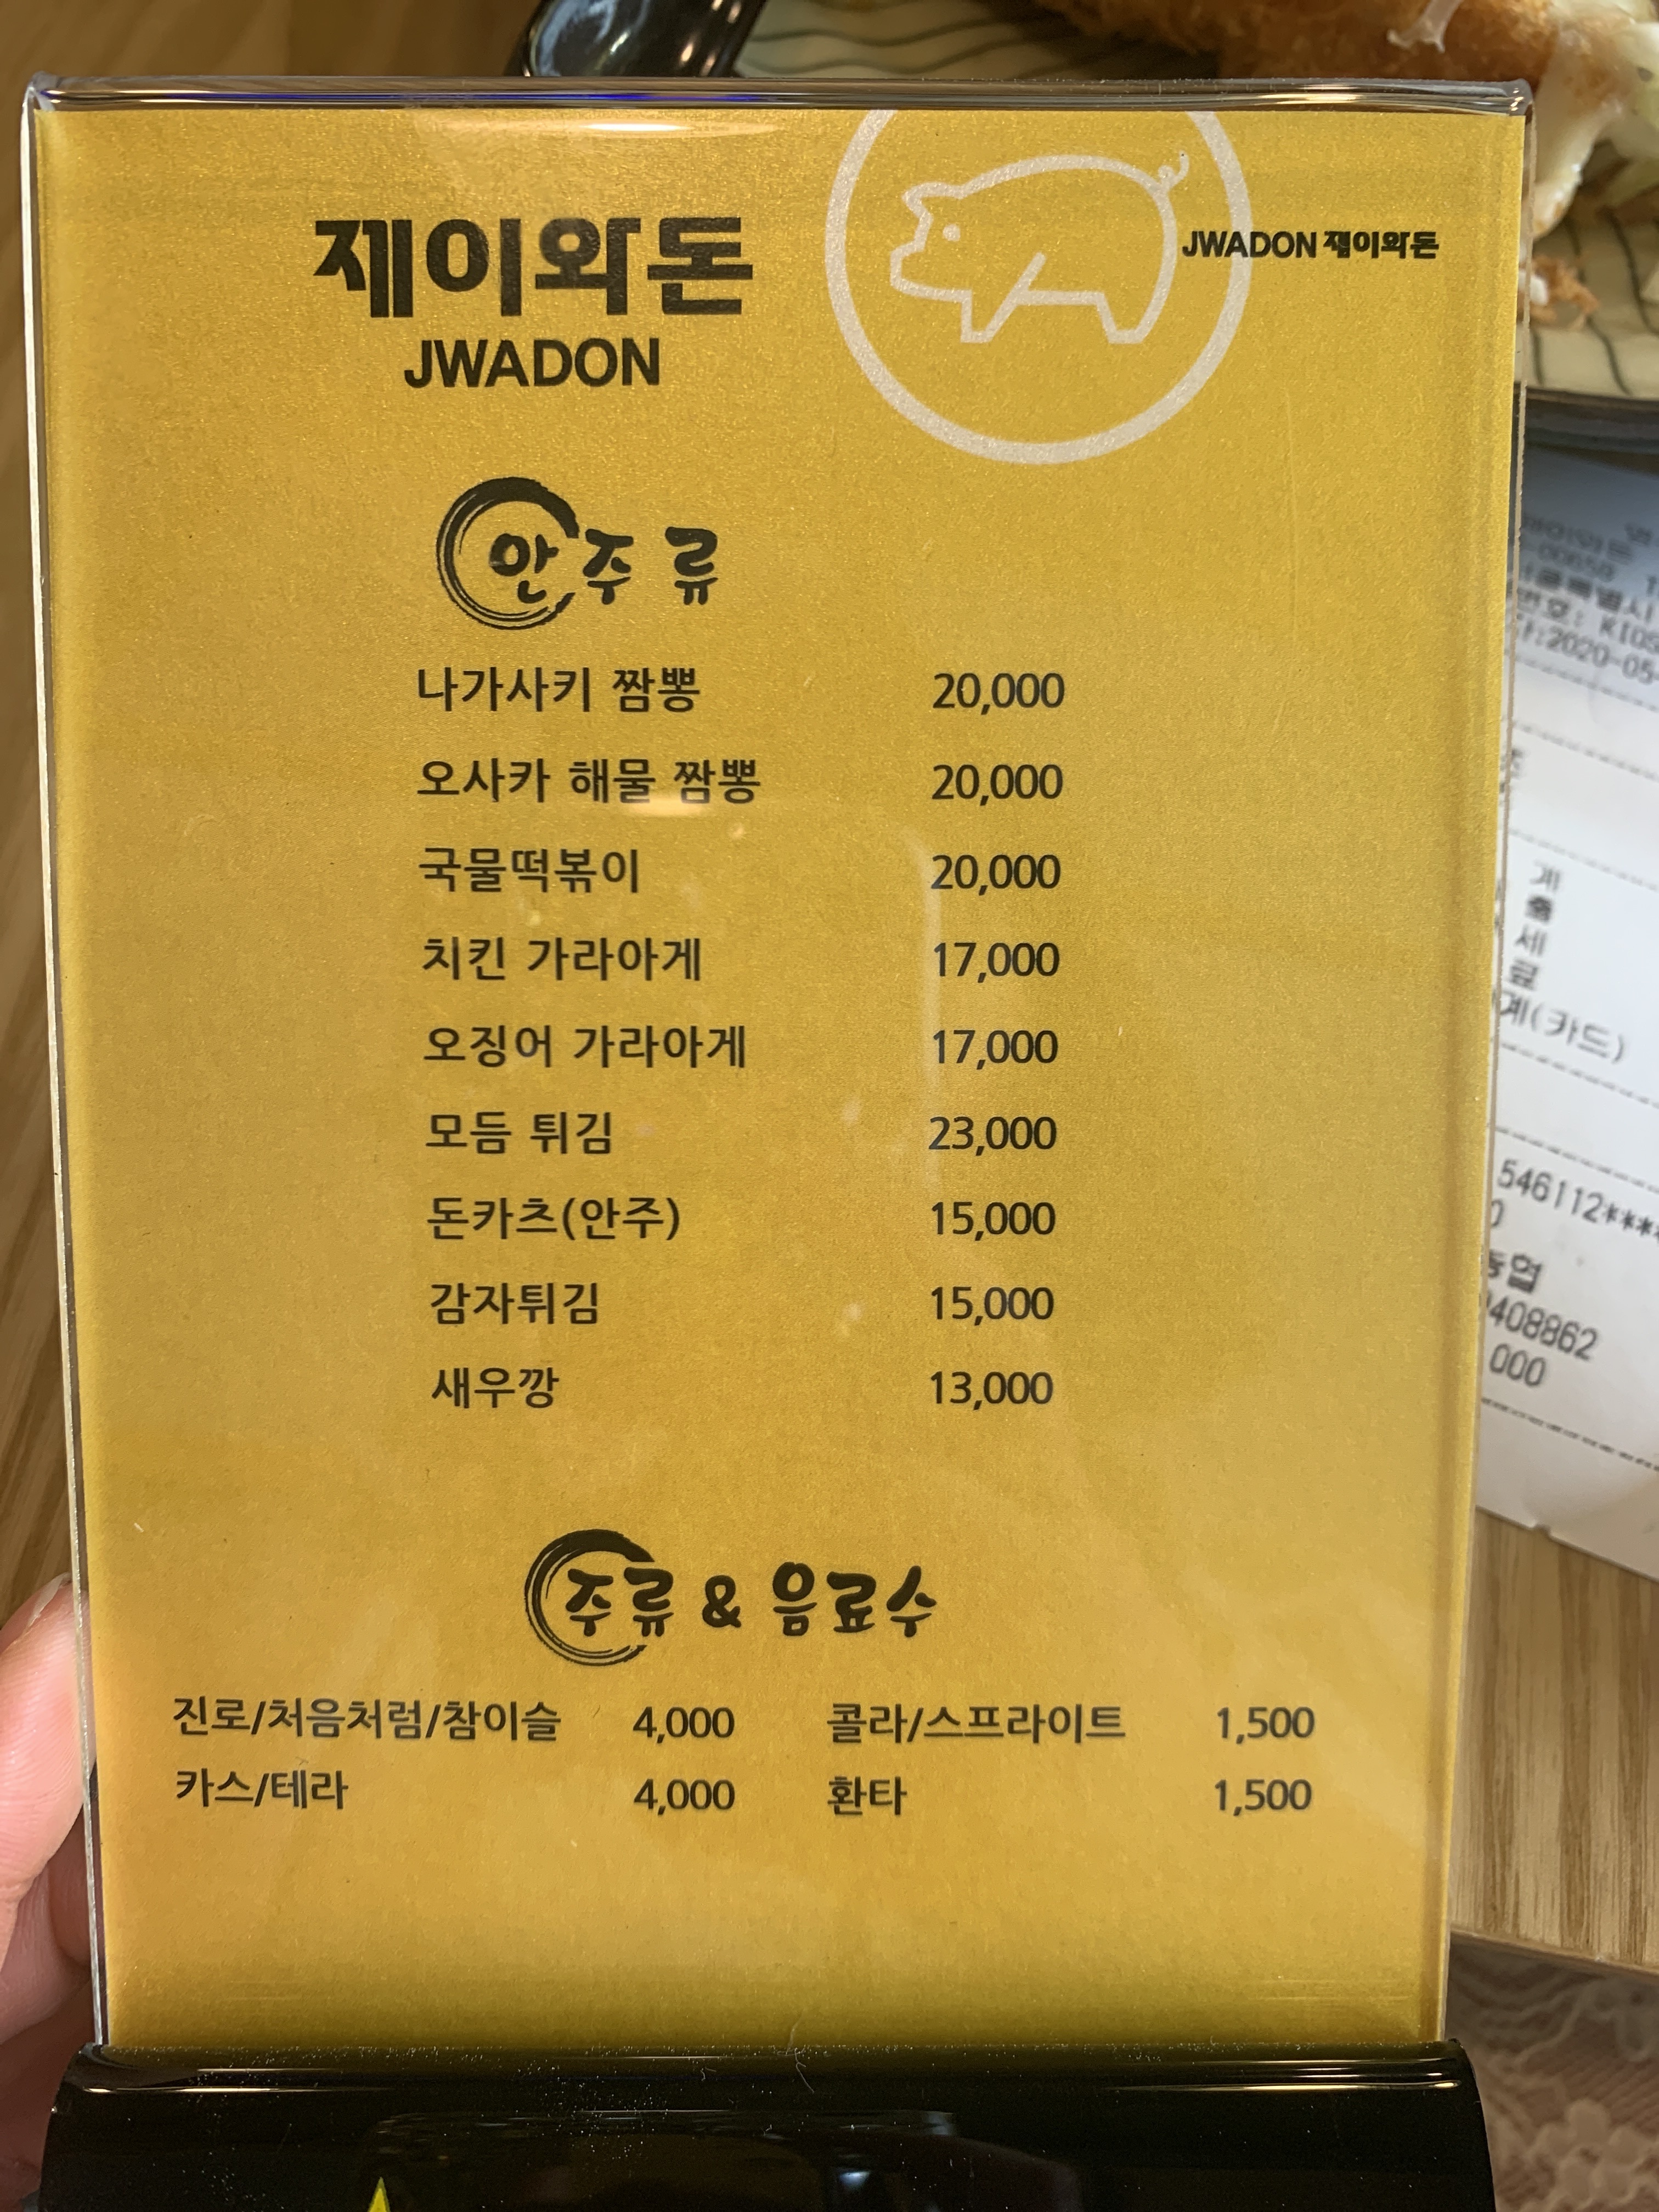 제이와돈
JWADON
JWADON 제이와돈
안주류
나가사키 짬뽕 20,000
오사카 해물 짬뽕 20,000
국물떡볶이 20,000
치킨 가라아게 17,000
오징어 가라아게 17,000
모듬 튀김 23,000
돈카츠(안주) 15,000
감자튀김 15,000
새우깡 13,000
주류 & 음료수
진로/처음처럼/참이슬 4,000 콜라/스프라이트 1,500
카스/테라 4,000 환타 1,500
계
출
세
료
계(카드)
546112****
408862
000